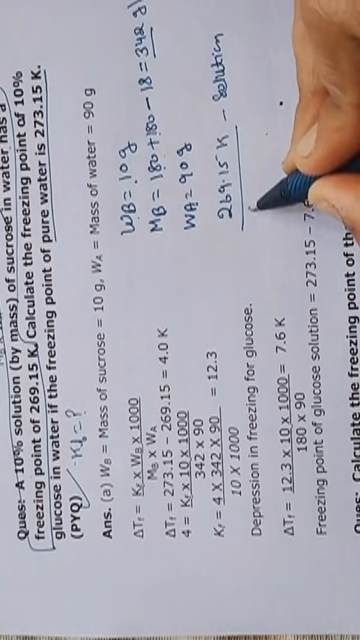 Ques: A 10% solution (by mass) of sucrose in water has a
freezing point of 269.15 K. Calculate the freezing point of 10%
glucose in water if the freezing point of pure water is 273.15 K.
(PYQ)
Ans. (a) WB = Mass of sucrose = 10 g, WA = Mass of water = 90 g
ΔTf = Kf x WB x 1000
MB x WA
ΔTf = 273.15 - 269.15 = 4.0 K
4 = Kf x 10 x 1000
342 x 90
Kf = 4 x 342 x 90 = 12.3
10 X 1000
Depression in freezing for glucose.
ΔTf = 12.3 x 10 x 1000 = 7.6 K
180 x 90
Freezing point of glucose solution = 273.15 - 7.6
Ques: Calculate the freezing point of the
WB = 10g
MB = 180+180-18 = 342 g
WA = 90g
269.15 K - Solution